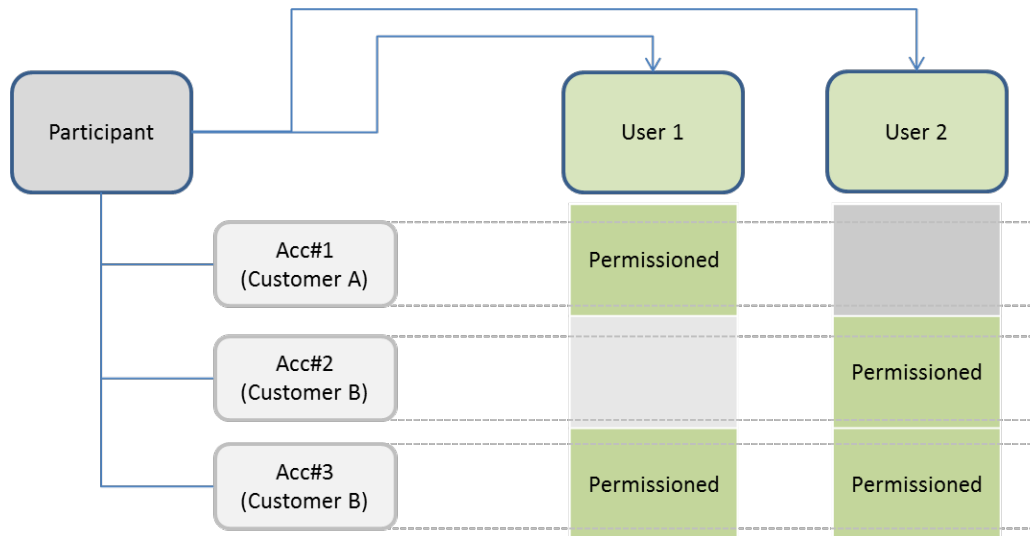 Participant
User 1
User 2
Acc#1
(Customer A)
Permissioned
Acc#2
(Customer B)
Permissioned
Acc#3
(Customer B)
Permissioned
Permissioned